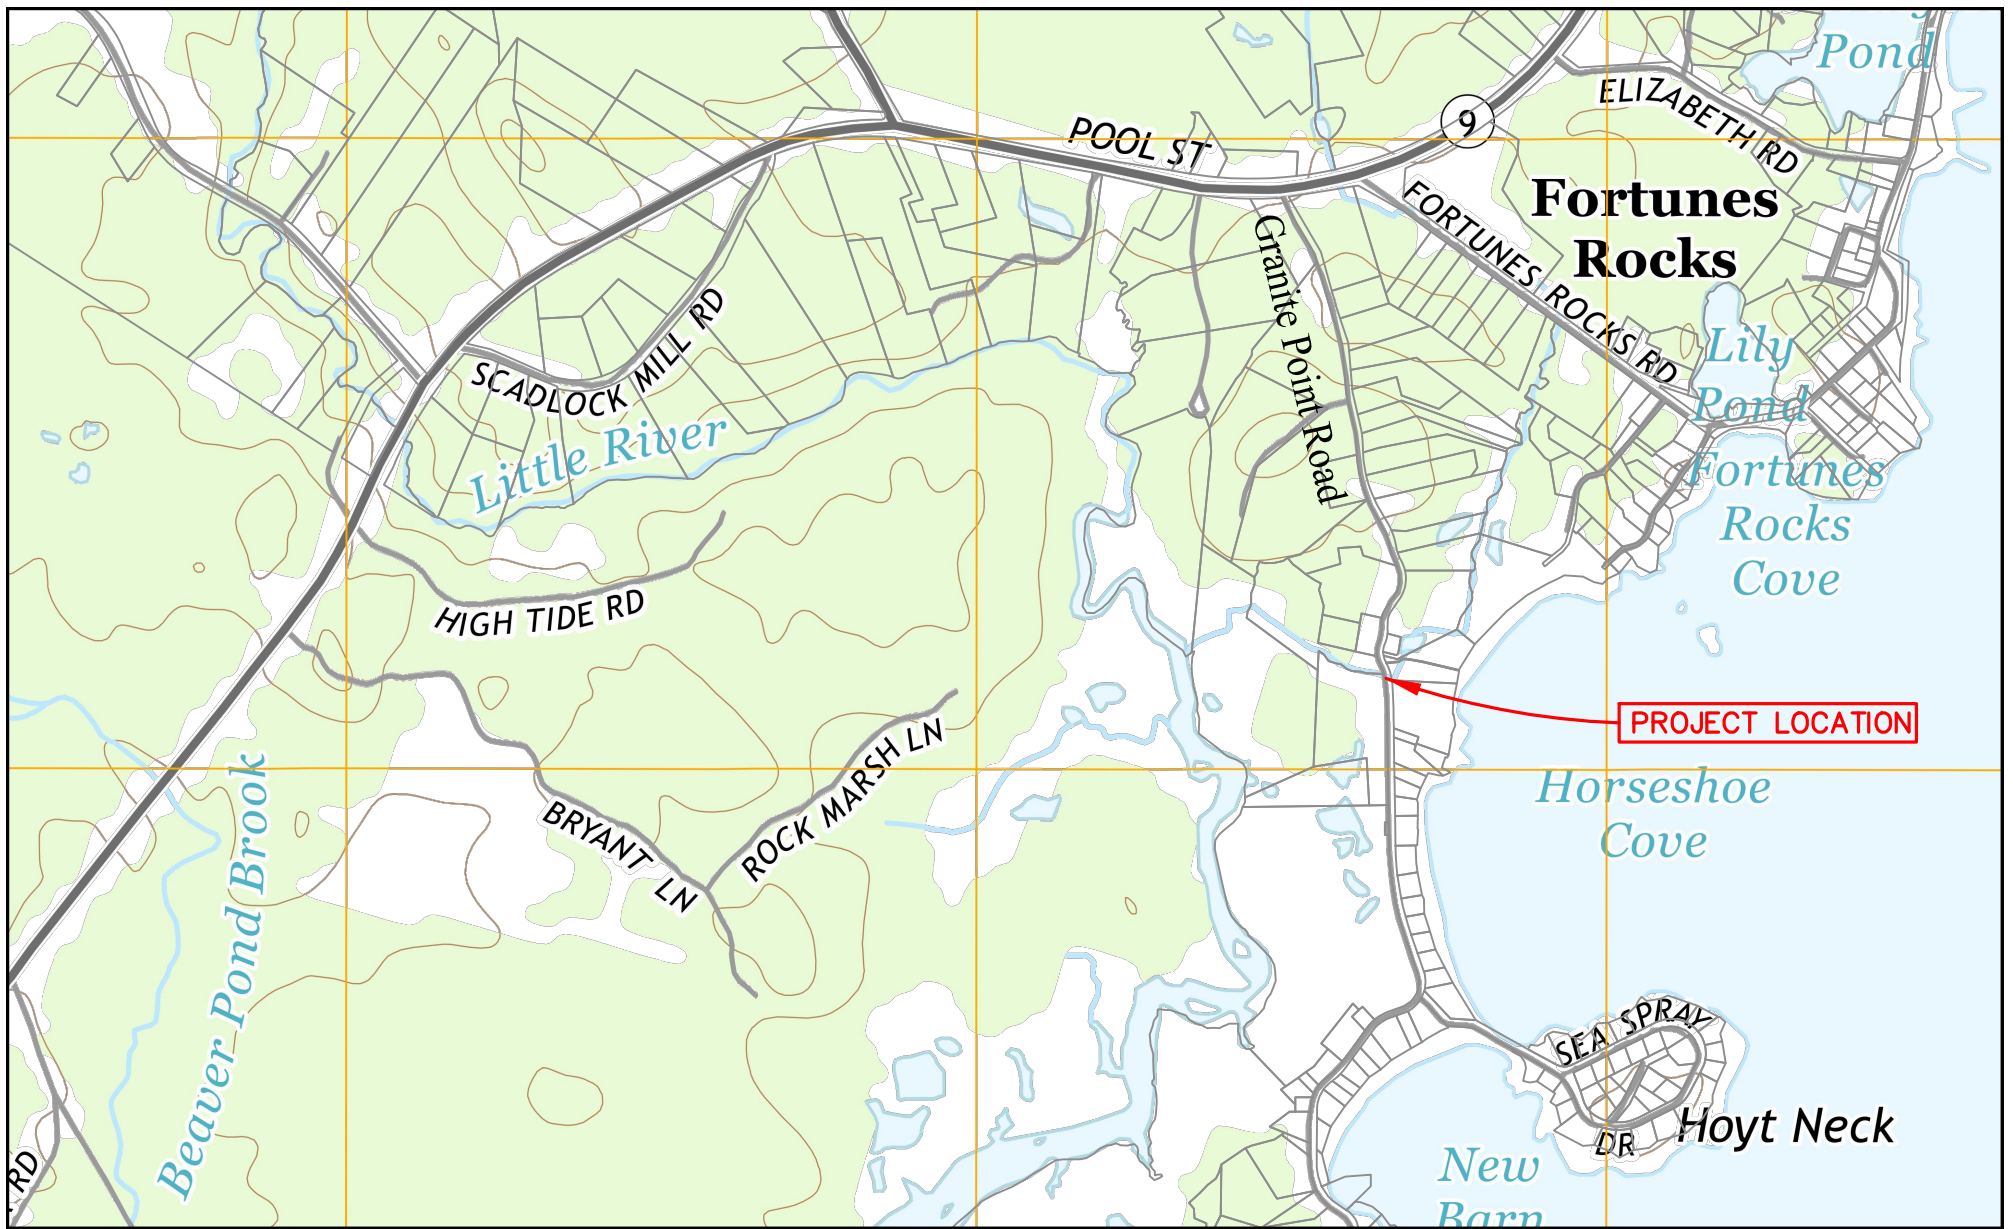 Pond
ELIZABETH RD
9
POOL ST
Fortunes
Rocks
FORTUNES ROCKS RD
Granite Point Road
SCADLOCK MILL RD
Lily
Pond
Little River
Fortunes
Rocks
Cove
HIGH TIDE RD
PROJECT LOCATION
ROCK MARSH LN
BRYANT LN
Horseshoe
Cove
Beaver Pond Brook
SEA SPRAY
DR
Hoyt Neck
RD
New
Barn